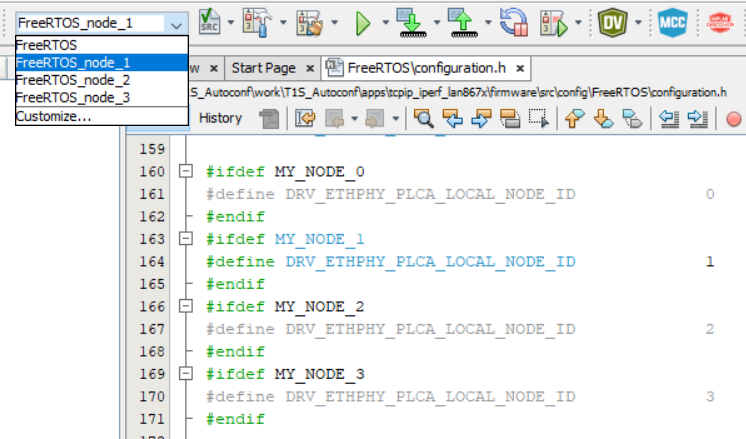 FreeRTOS_node_1
SRC
DV
MCC
FreeRTOS
FreeRTOS_node_1
FreeRTOS_node_2
FreeRTOS_node_3
Customize...
w × Start Page × FreeRTOS\configuration.h ×
S_Autoconf\work\T1S_Autoconf\apps\tcpip_iperf_lan867x\firmware\src\config\FreeRTOS\configuration.h
History
159
160 #ifdef MY_NODE_0
161 #define DRV_ETHPHY_PLCA_LOCAL_NODE_ID 0
162 #endif
163 #ifdef MY_NODE_1
164 #define DRV_ETHPHY_PLCA_LOCAL_NODE_ID 1
165 #endif
166 #ifdef MY_NODE_2
167 #define DRV_ETHPHY_PLCA_LOCAL_NODE_ID 2
168 #endif
169 #ifdef MY_NODE_3
170 #define DRV_ETHPHY_PLCA_LOCAL_NODE_ID 3
171 #endif